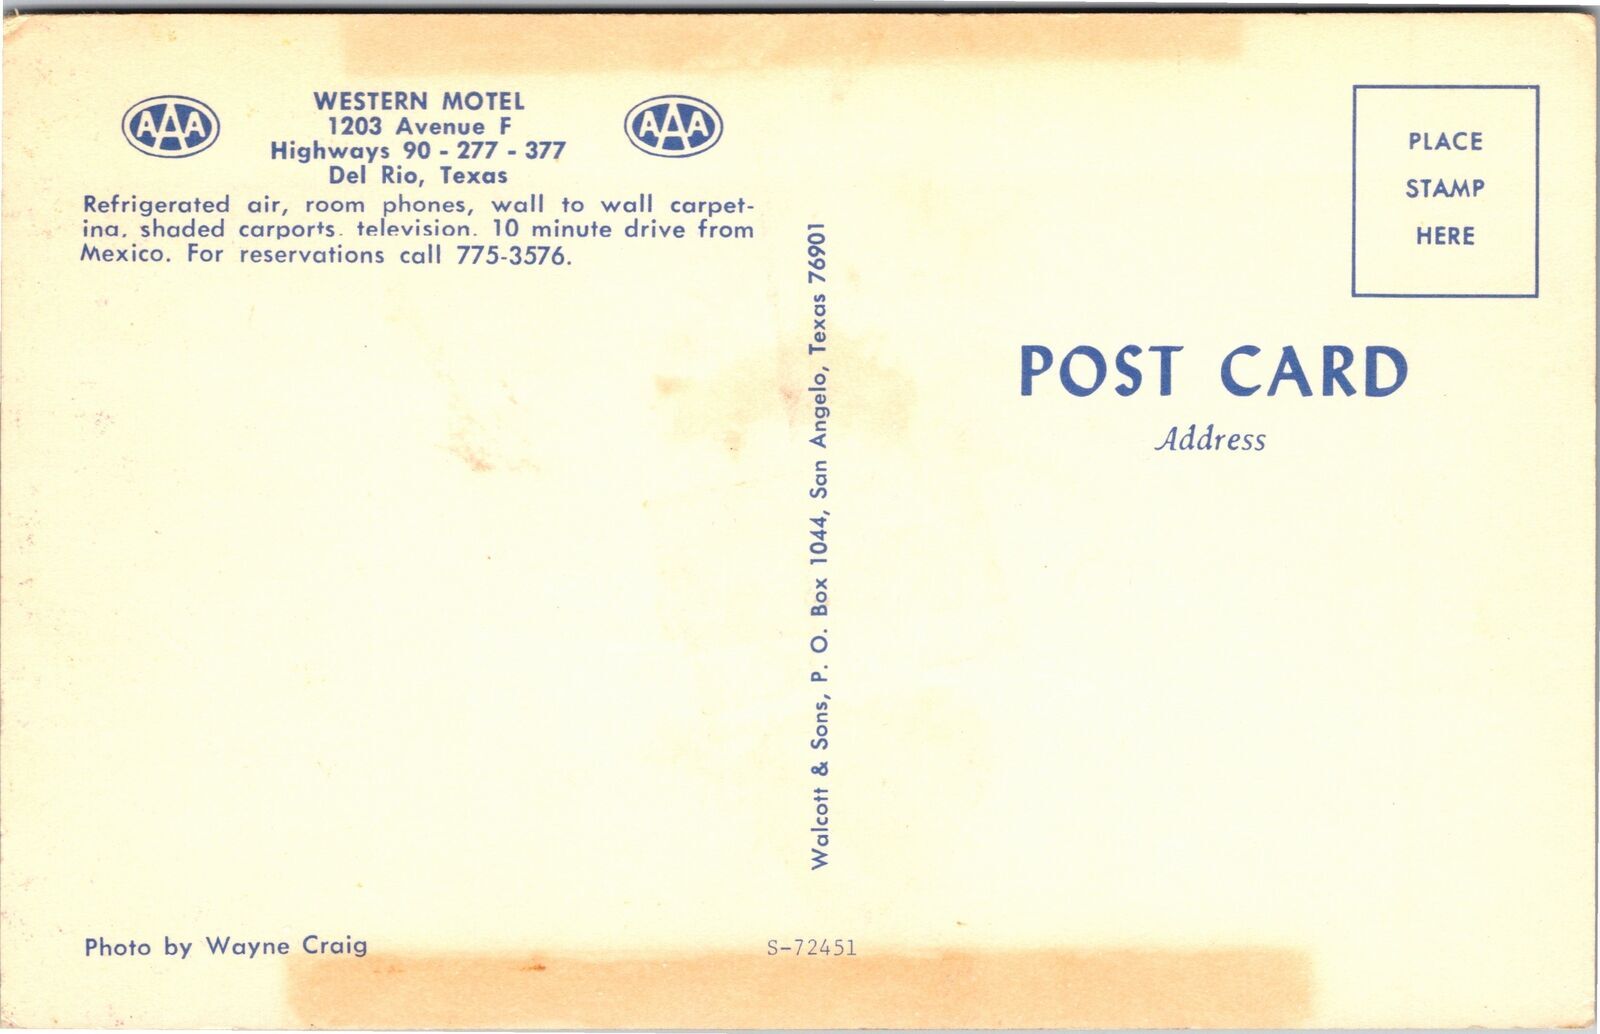 AAA
WESTERN MOTEL
AAA
1203 Avenue F
Highways 90 - 277 - 377
Del Rio, Texas
Refrigerated air, room phones, wall to wall carpet-
ing, shaded carports, television. 10 minute drive from
Mexico. For reservations call 775-3576.
Photo by Wayne Craig
Walcott & Sons, P. O. Box 1044, San Angelo, Texas 76901
S-72451
PLACE
STAMP
HERE
POST CARD
Address